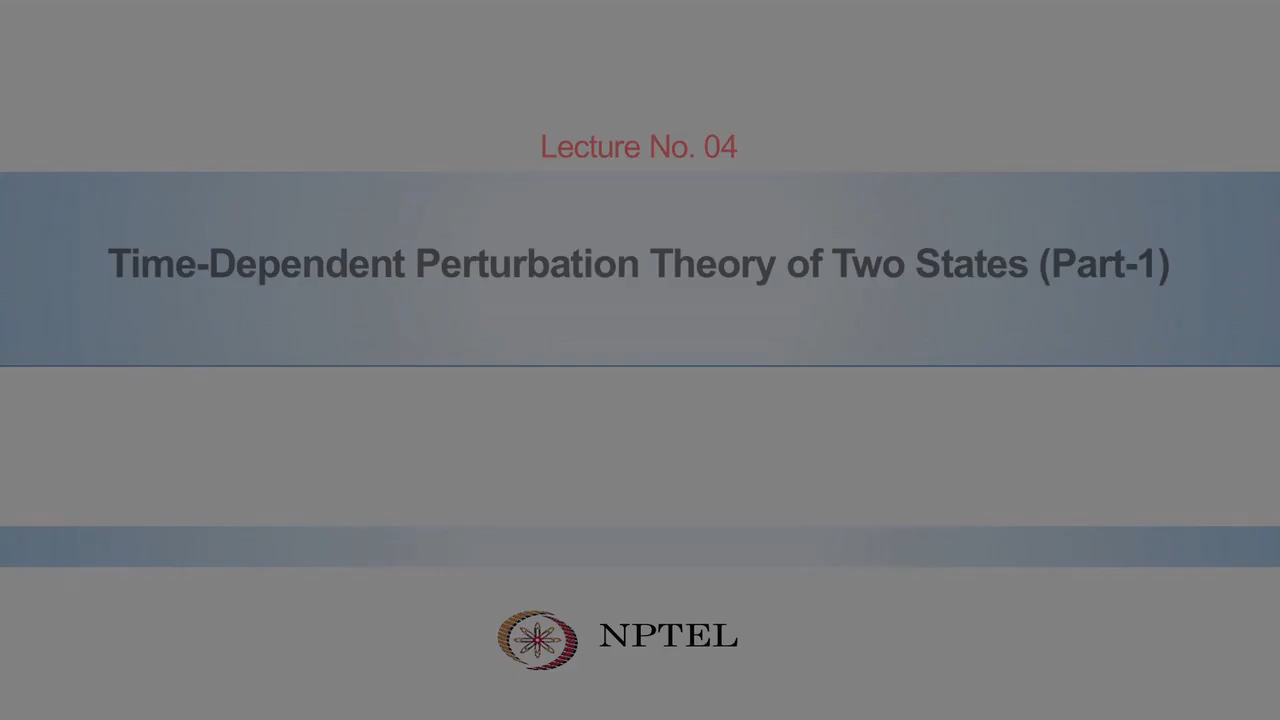 Lecture No. 04
Time-Dependent Perturbation Theory of Two States (Part-1)
NPTEL